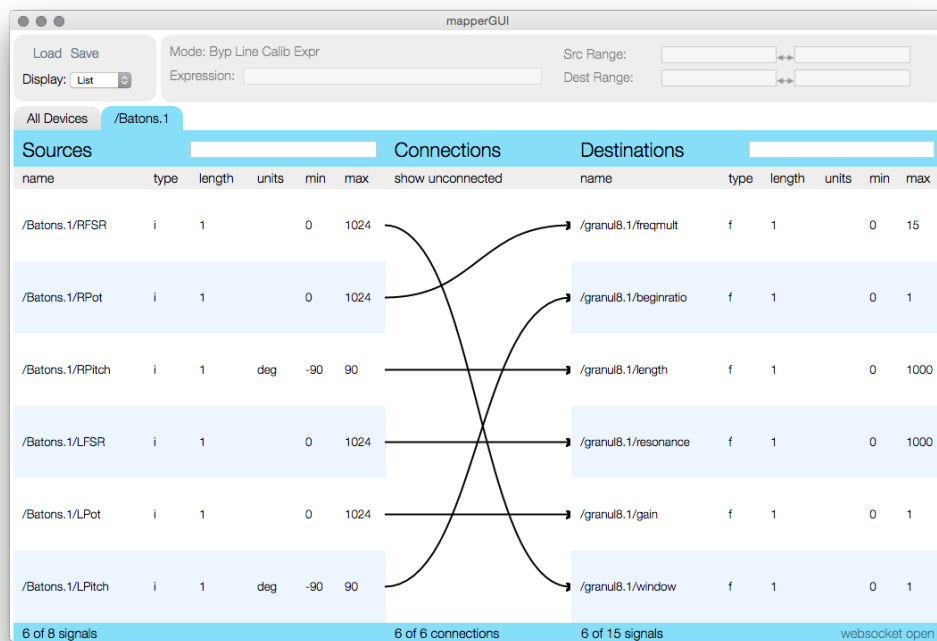 mapperGUI
Load Save
Display: List
Mode: Byp Line Calib Expr
Expression:
Src Range:
Dest Range:
All Devices /Batons.1
Sources Connections Destinations
name type length units min max show unconnected name type length units min max
/Batons.1/RFSR i 1 0 1024 /granul8.1/freqmult f 1 0 15
/Batons.1/RPot i 1 0 1024 /granul8.1/beginratio f 1 0 1
/Batons.1/RPitch i 1 deg -90 90 /granul8.1/length f 1 0 1000
/Batons.1/LFSR i 1 0 1024 /granul8.1/resonance f 1 0 1000
/Batons.1/LPot i 1 0 1024 /granul8.1/gain f 1 0 1
/Batons.1/LPitch i 1 deg -90 90 /granul8.1/window f 1 0 1
6 of 8 signals 6 of 6 connections 6 of 15 signals websocket open